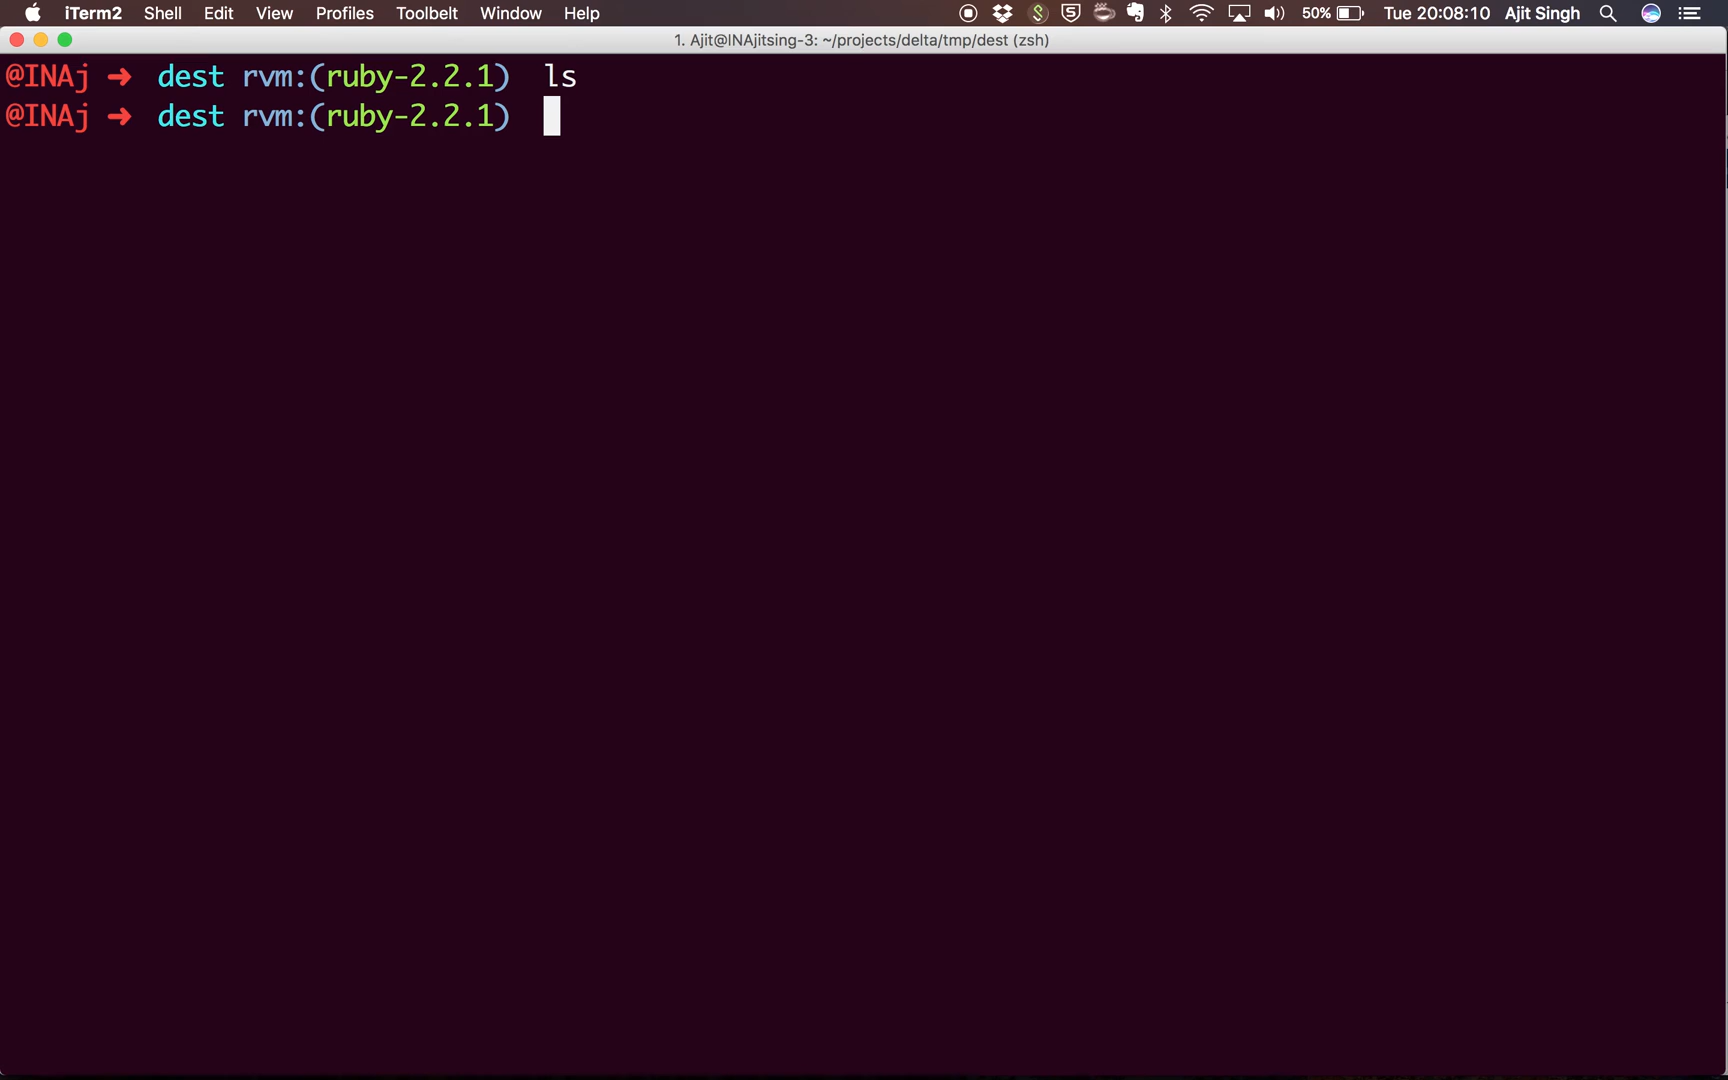 iTerm2 Shell Edit View Profiles Toolbelt Window Help 50% Tue 20:08:10 Ajit Singh
1. Ajit@INAjitsing-3: ~/projects/delta/tmp/dest (zsh)
@INAj ➜ dest rvm:(ruby-2.2.1) ls
@INAj ➜ dest rvm:(ruby-2.2.1)